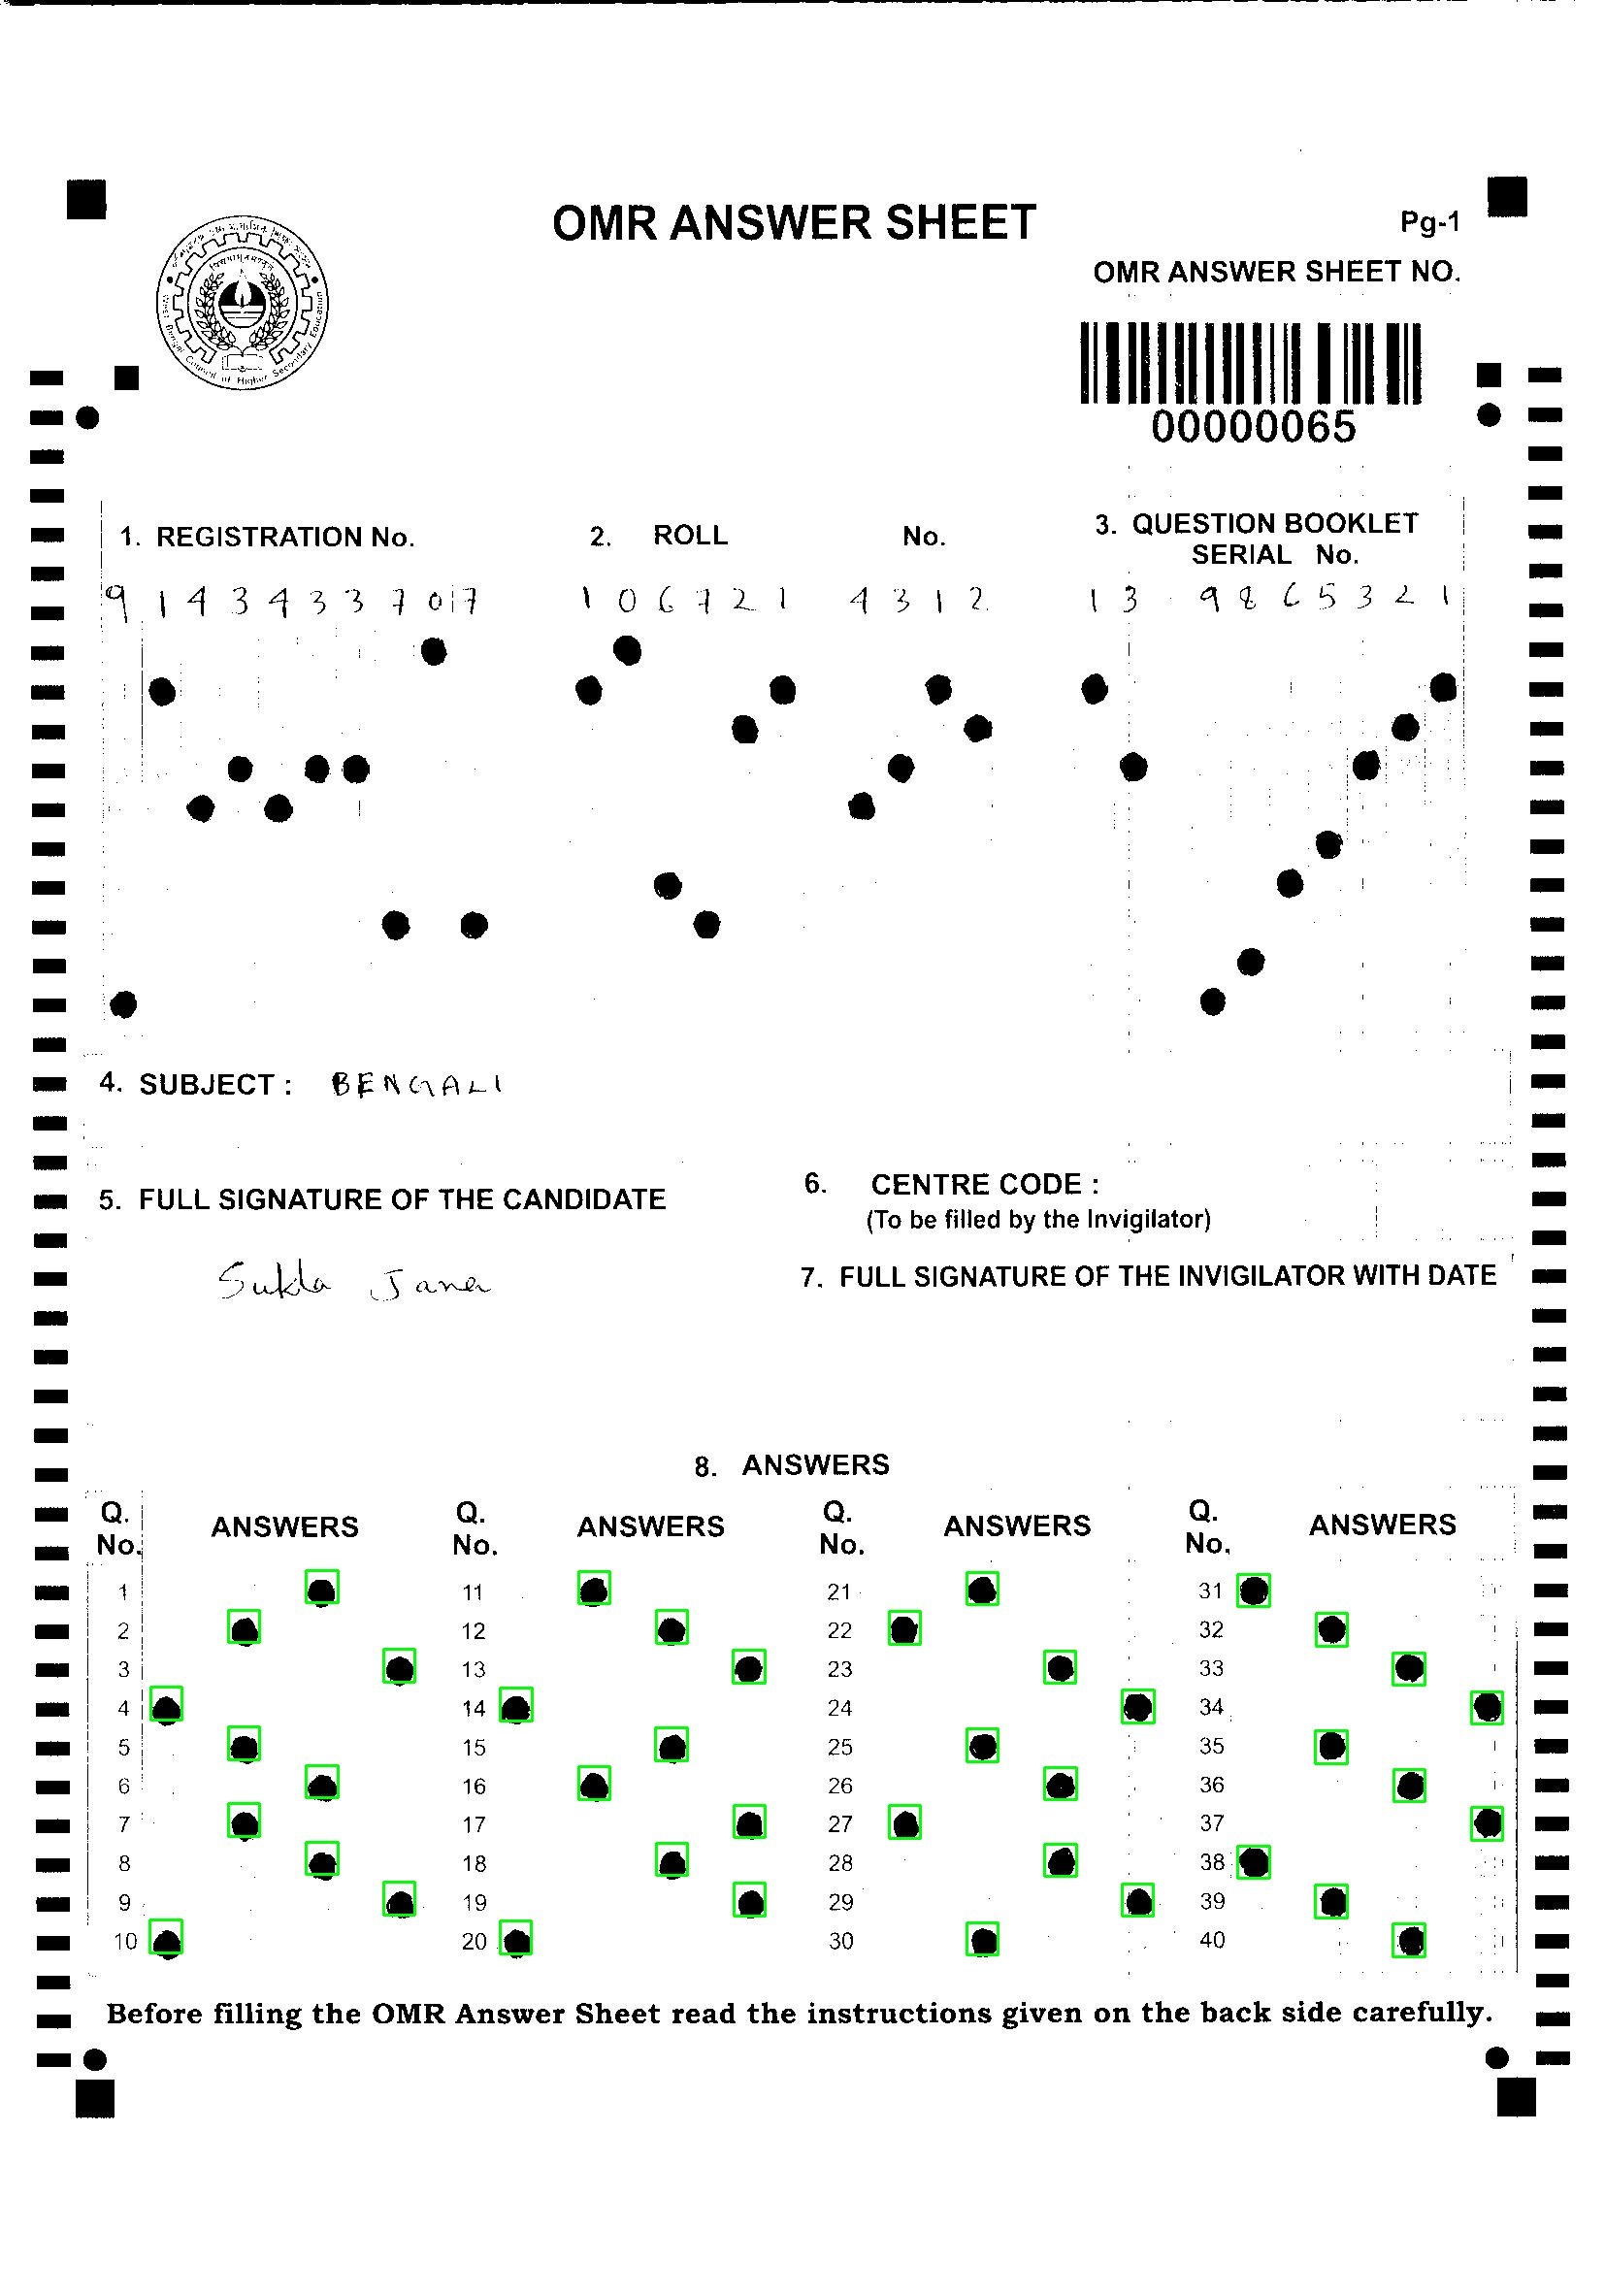 OMR ANSWER SHEET
Pg-1
OMR ANSWER SHEET NO.
West Bengal Council of Higher Secondary Education
00000065
1. REGISTRATION No.
2. ROLL No.
3. QUESTION BOOKLET
SERIAL No.
9 1 4 3 4 3 3 7 0 7
1 0 6 7 2 1 4 3 1 2
1 3 9 8 6 5 3 2 1
4. SUBJECT : BENGALI
5. FULL SIGNATURE OF THE CANDIDATE
6. CENTRE CODE :
(To be filled by the Invigilator)
Sukla Jana
7. FULL SIGNATURE OF THE INVIGILATOR WITH DATE
8. ANSWERS
Q. No. ANSWERS Q. No. ANSWERS Q. No. ANSWERS Q. No. ANSWERS
1 11 21 31
2 12 22 32
3 13 23 33
4 14 24 34
5 15 25 35
6 16 26 36
7 17 27 37
8 18 28 38
9 19 29 39
10 20 30 40
Before filling the OMR Answer Sheet read the instructions given on the back side carefully.